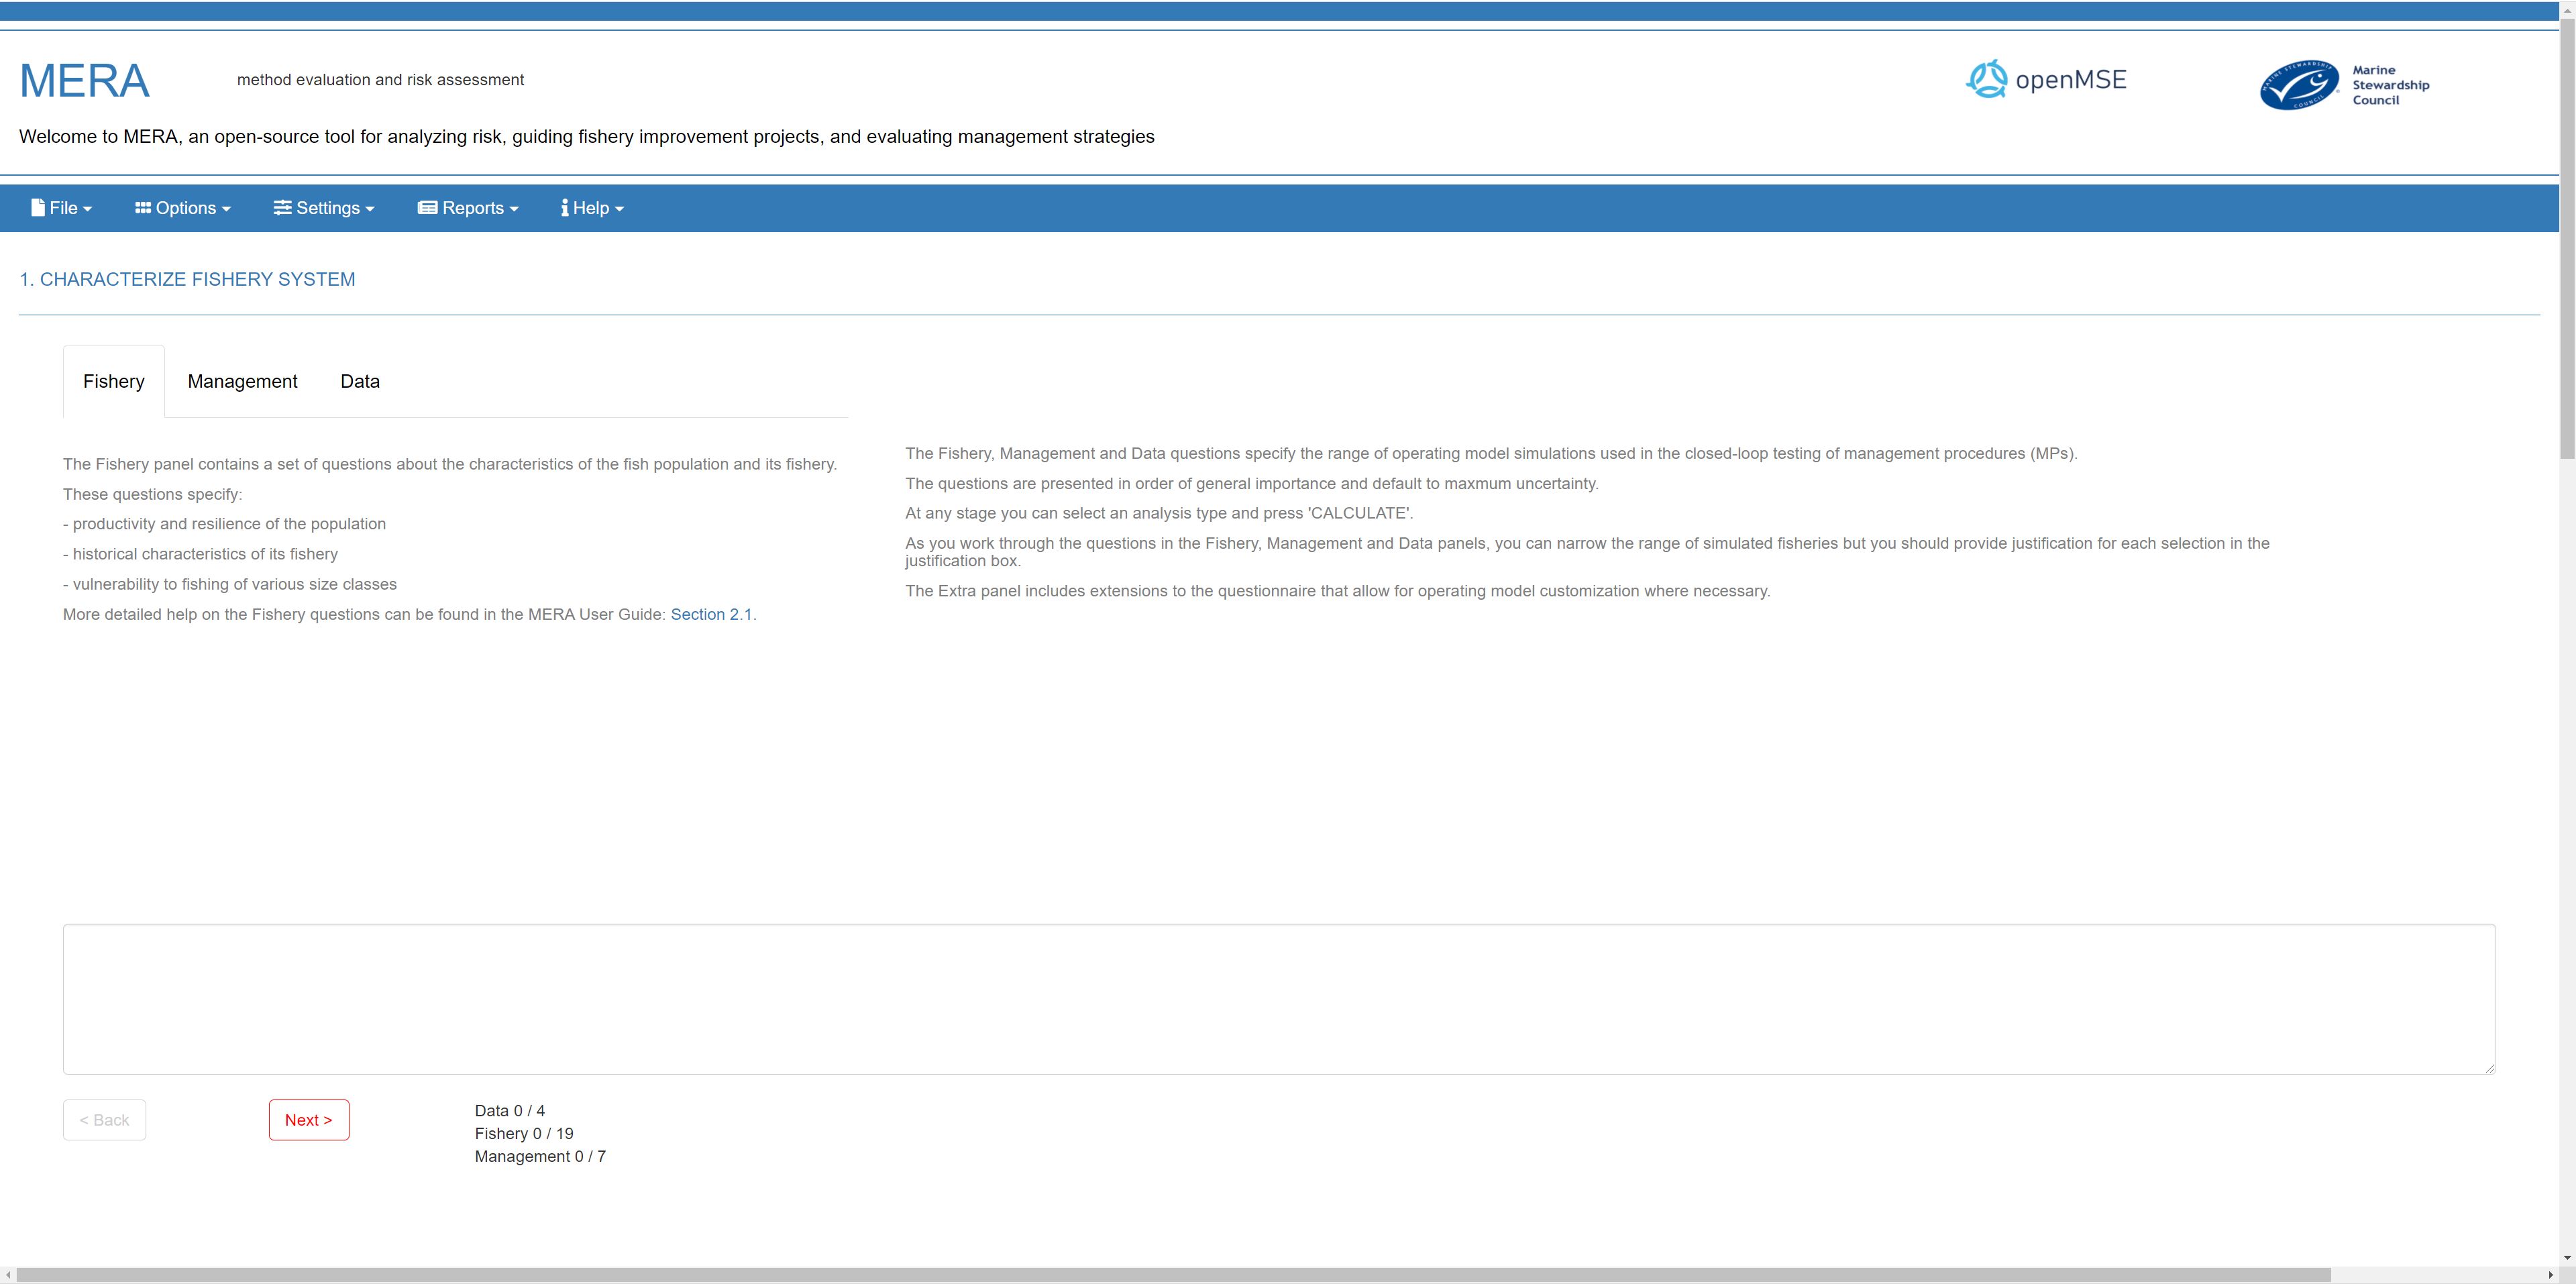 MERA
method evaluation and risk assessment
openMSE
MARINE STEWARDSHIP COUNCIL
Marine
Stewardship
Council
Welcome to MERA, an open-source tool for analyzing risk, guiding fishery improvement projects, and evaluating management strategies
File
Options
Settings
Reports
Help
1. CHARACTERIZE FISHERY SYSTEM
Fishery
Management
Data
The Fishery panel contains a set of questions about the characteristics of the fish population and its fishery.
These questions specify:
- productivity and resilience of the population
- historical characteristics of its fishery
- vulnerability to fishing of various size classes
More detailed help on the Fishery questions can be found in the MERA User Guide: Section 2.1.
The Fishery, Management and Data questions specify the range of operating model simulations used in the closed-loop testing of management procedures (MPs).
The questions are presented in order of general importance and default to maxmum uncertainty.
At any stage you can select an analysis type and press 'CALCULATE'.
As you work through the questions in the Fishery, Management and Data panels, you can narrow the range of simulated fisheries but you should provide justification for each selection in the
justification box.
The Extra panel includes extensions to the questionnaire that allow for operating model customization where necessary.
< Back
Next >
Data 0 / 4
Fishery 0 / 19
Management 0 / 7